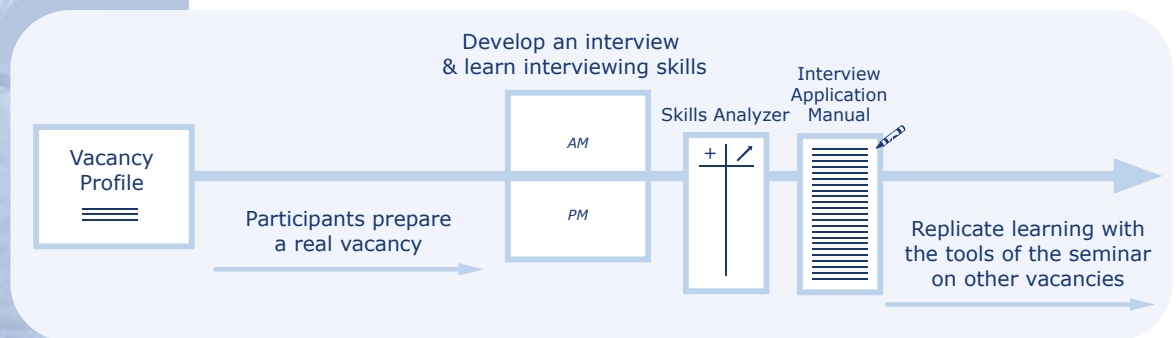 Develop an interview
& learn interviewing skills
Interview
Application
Manual
Skills Analyzer
AM
Vacancy
Profile
+
PM
Participants prepare
a real vacancy
Replicate learning with
the tools of the seminar
on other vacancies